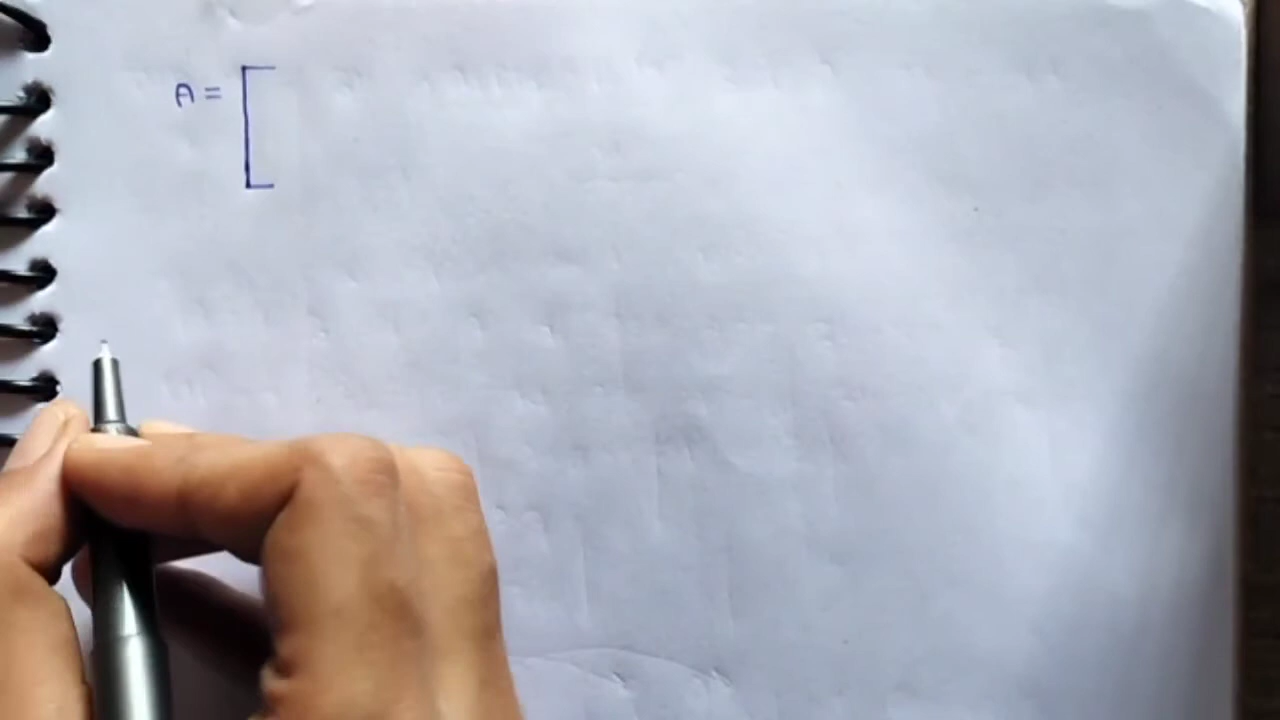 A = [